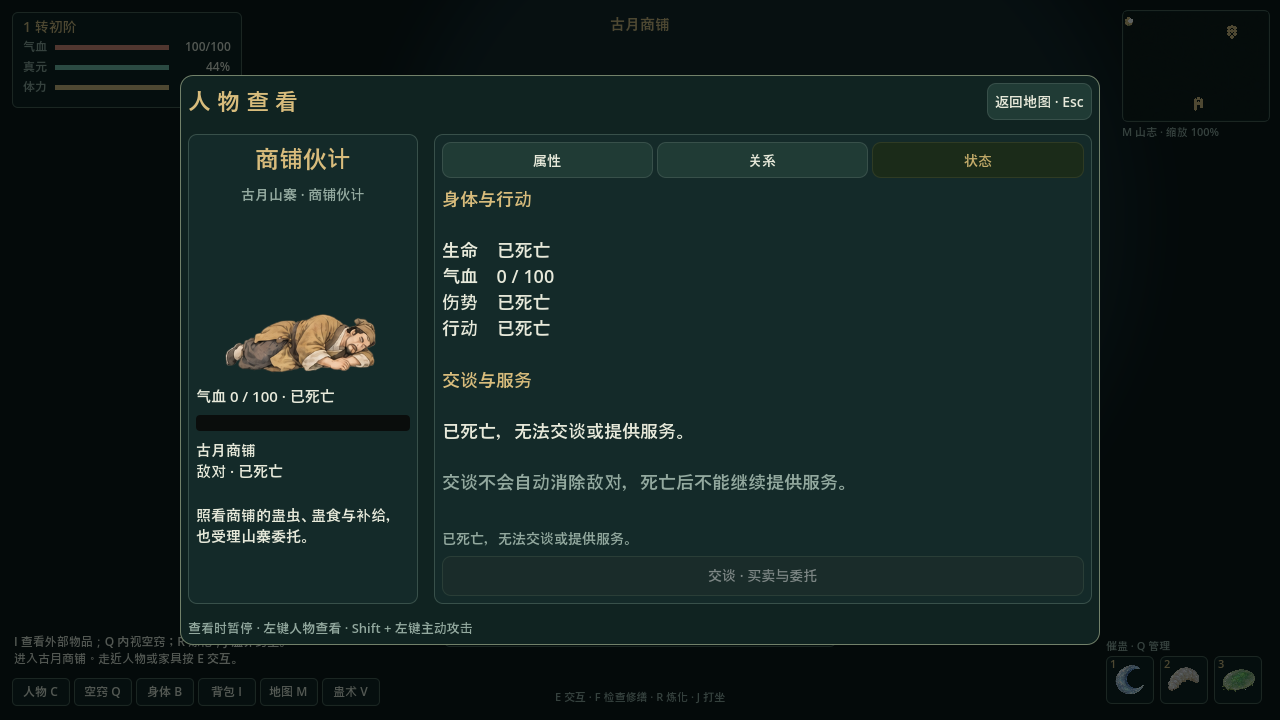 1 转初阶
气血 100/100
真元 44%
体力
古月商铺
M 山志 · 缩放 100%
人物查看
返回地图 · Esc
商铺伙计
古月山寨 · 商铺伙计
气血 0 / 100 · 已死亡
古月商铺
敌对 · 已死亡
照看商铺的蛊虫、蛊食与补给,
也受理山寨委托。
属性
关系
状态
身体与行动
生命 已死亡
气血 0 / 100
伤势 已死亡
行动 已死亡
交谈与服务
已死亡，无法交谈或提供服务。
交谈不会自动消除敌对，死亡后不能继续提供服务。
已死亡，无法交谈或提供服务。
交谈 · 买卖与委托
查看时暂停 · 左键人物查看 · Shift + 左键主动攻击
I 查看外部物品；Q 内视空窍；R
进入古月商铺。走近人物或家具按 E 交互。
人物 C
空窍 Q
身体 B
背包 I
地图 M
蛊术 V
E 交互 · F 检查修缮 · R 炼化 · J 打坐
催蛊 · Q 管理
1
2
3